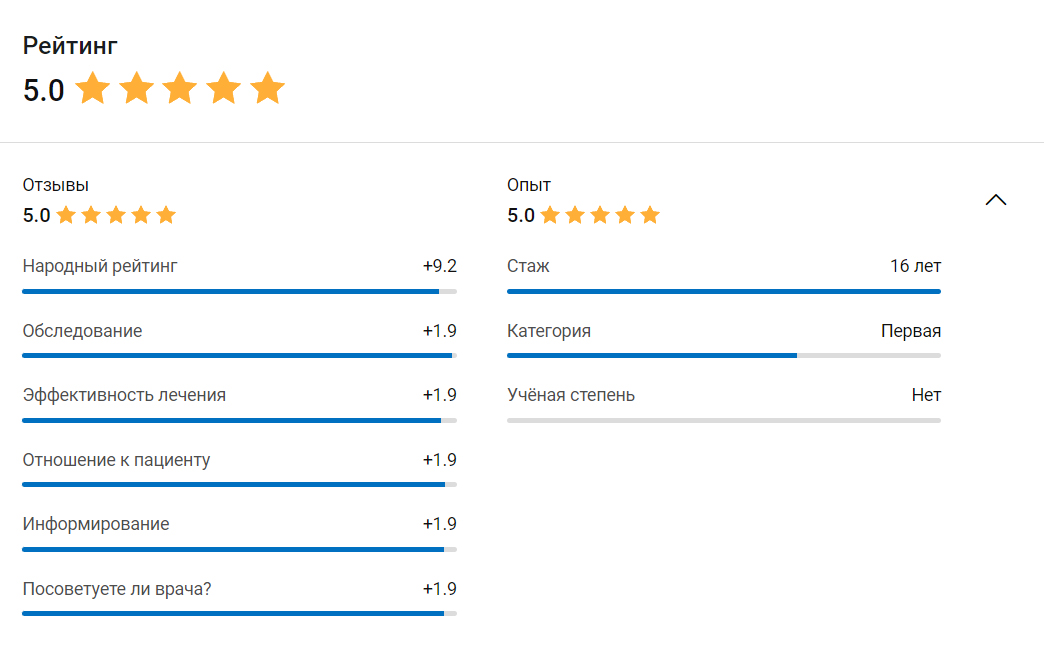 Рейтинг
5.0
Отзывы
5.0
Народный рейтинг +9.2
Обследование +1.9
Эффективность лечения +1.9
Отношение к пациенту +1.9
Информирование +1.9
Посоветуете ли врача? +1.9
Опыт
5.0
Стаж 16 лет
Категория Первая
Учёная степень Нет